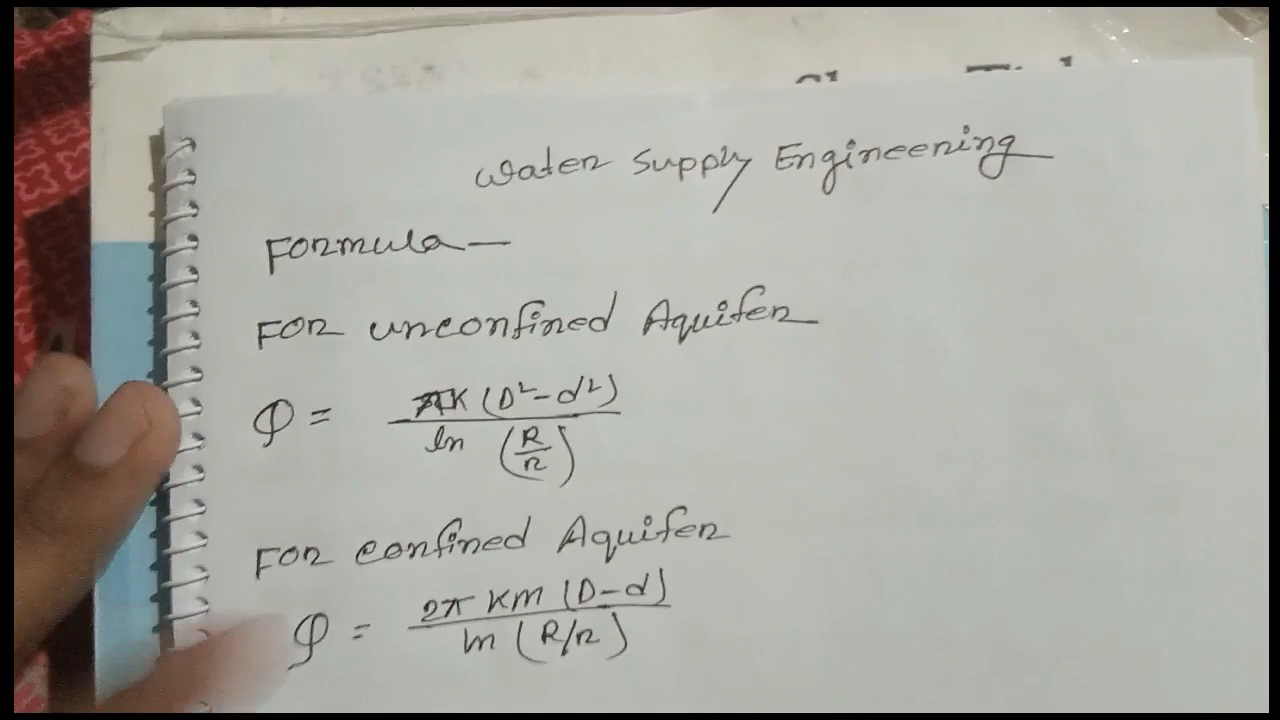 Water Supply Engineering
Formula —
For unconfined Aquifer
Q = πK (D² - d²) / ln (R/r)
For confined Aquifer
Q = 2π KM (D-d) / ln (R/r)